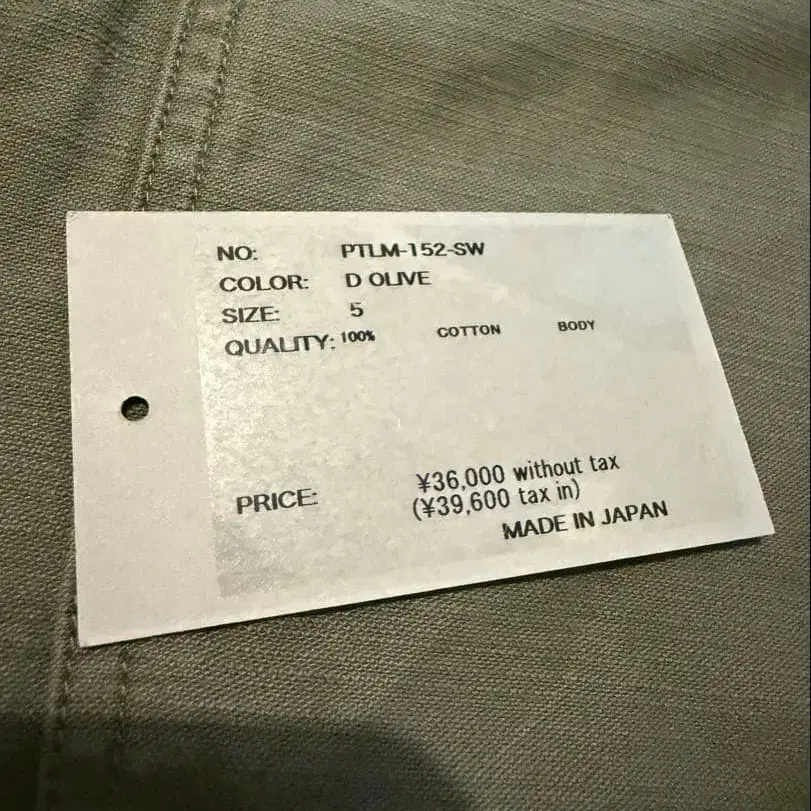 NO: PTLM-152-SW
COLOR: D OLIVE
SIZE: 5
QUALITY: 100% COTTON BODY
PRICE: ¥36,000 without tax
(¥39,600 tax in)
MADE IN JAPAN